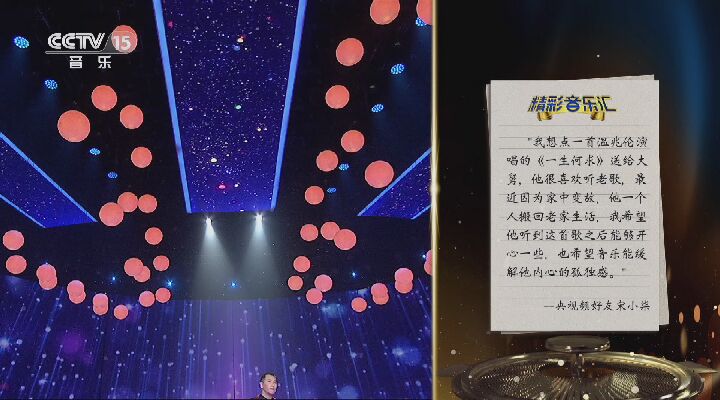 CCTV 15
音乐
精彩音乐汇
"我想点一首温兆伦演
唱的《一生何求》送给大
舅，他很喜欢听老歌，最
近因为家中变故，他一个
人搬回老家生活，我希望
他听到这首歌之后能够开
心一些，也希望音乐能缓
解他内心的孤独感。"
——央视频好友宋小柒